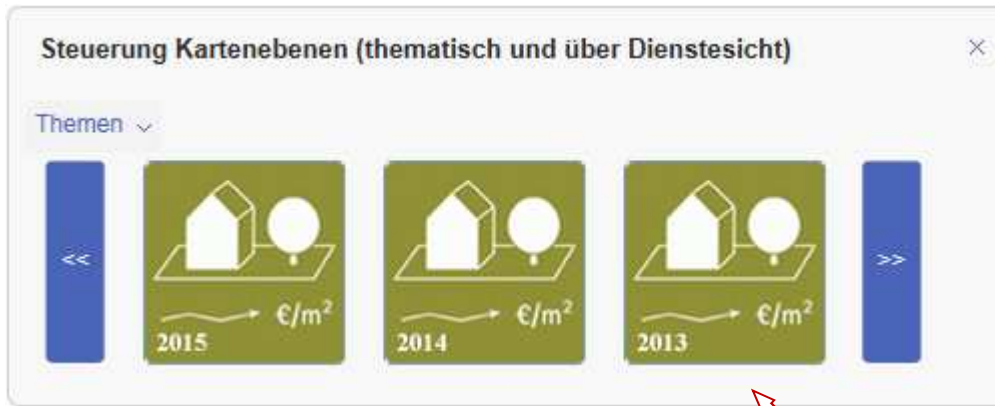 Steuerung Kartenebenen (thematisch und über Dienstesicht)
Themen
<< €/m² €/m² €/m² >>
2015 2014 2013